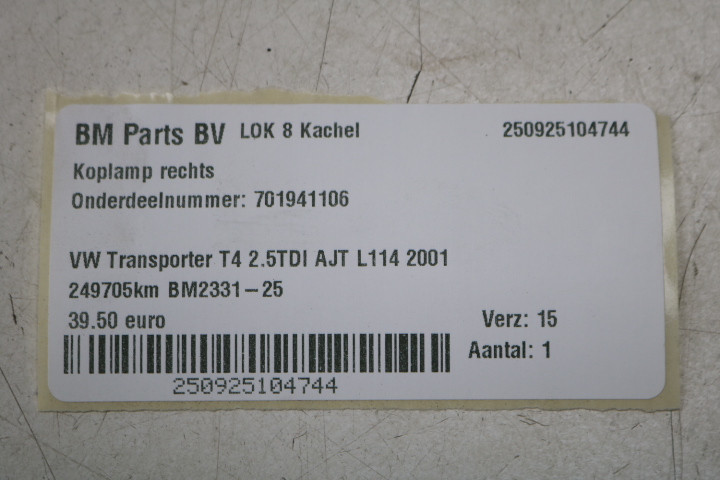 BM Parts BV LOK 8 Kachel 250925104744
Koplamp rechts
Onderdeelnummer: 701941106
VW Transporter T4 2.5TDI AJT L114 2001
249705km BM2331-25
39.50 euro Verz: 15
Aantal: 1
250925104744